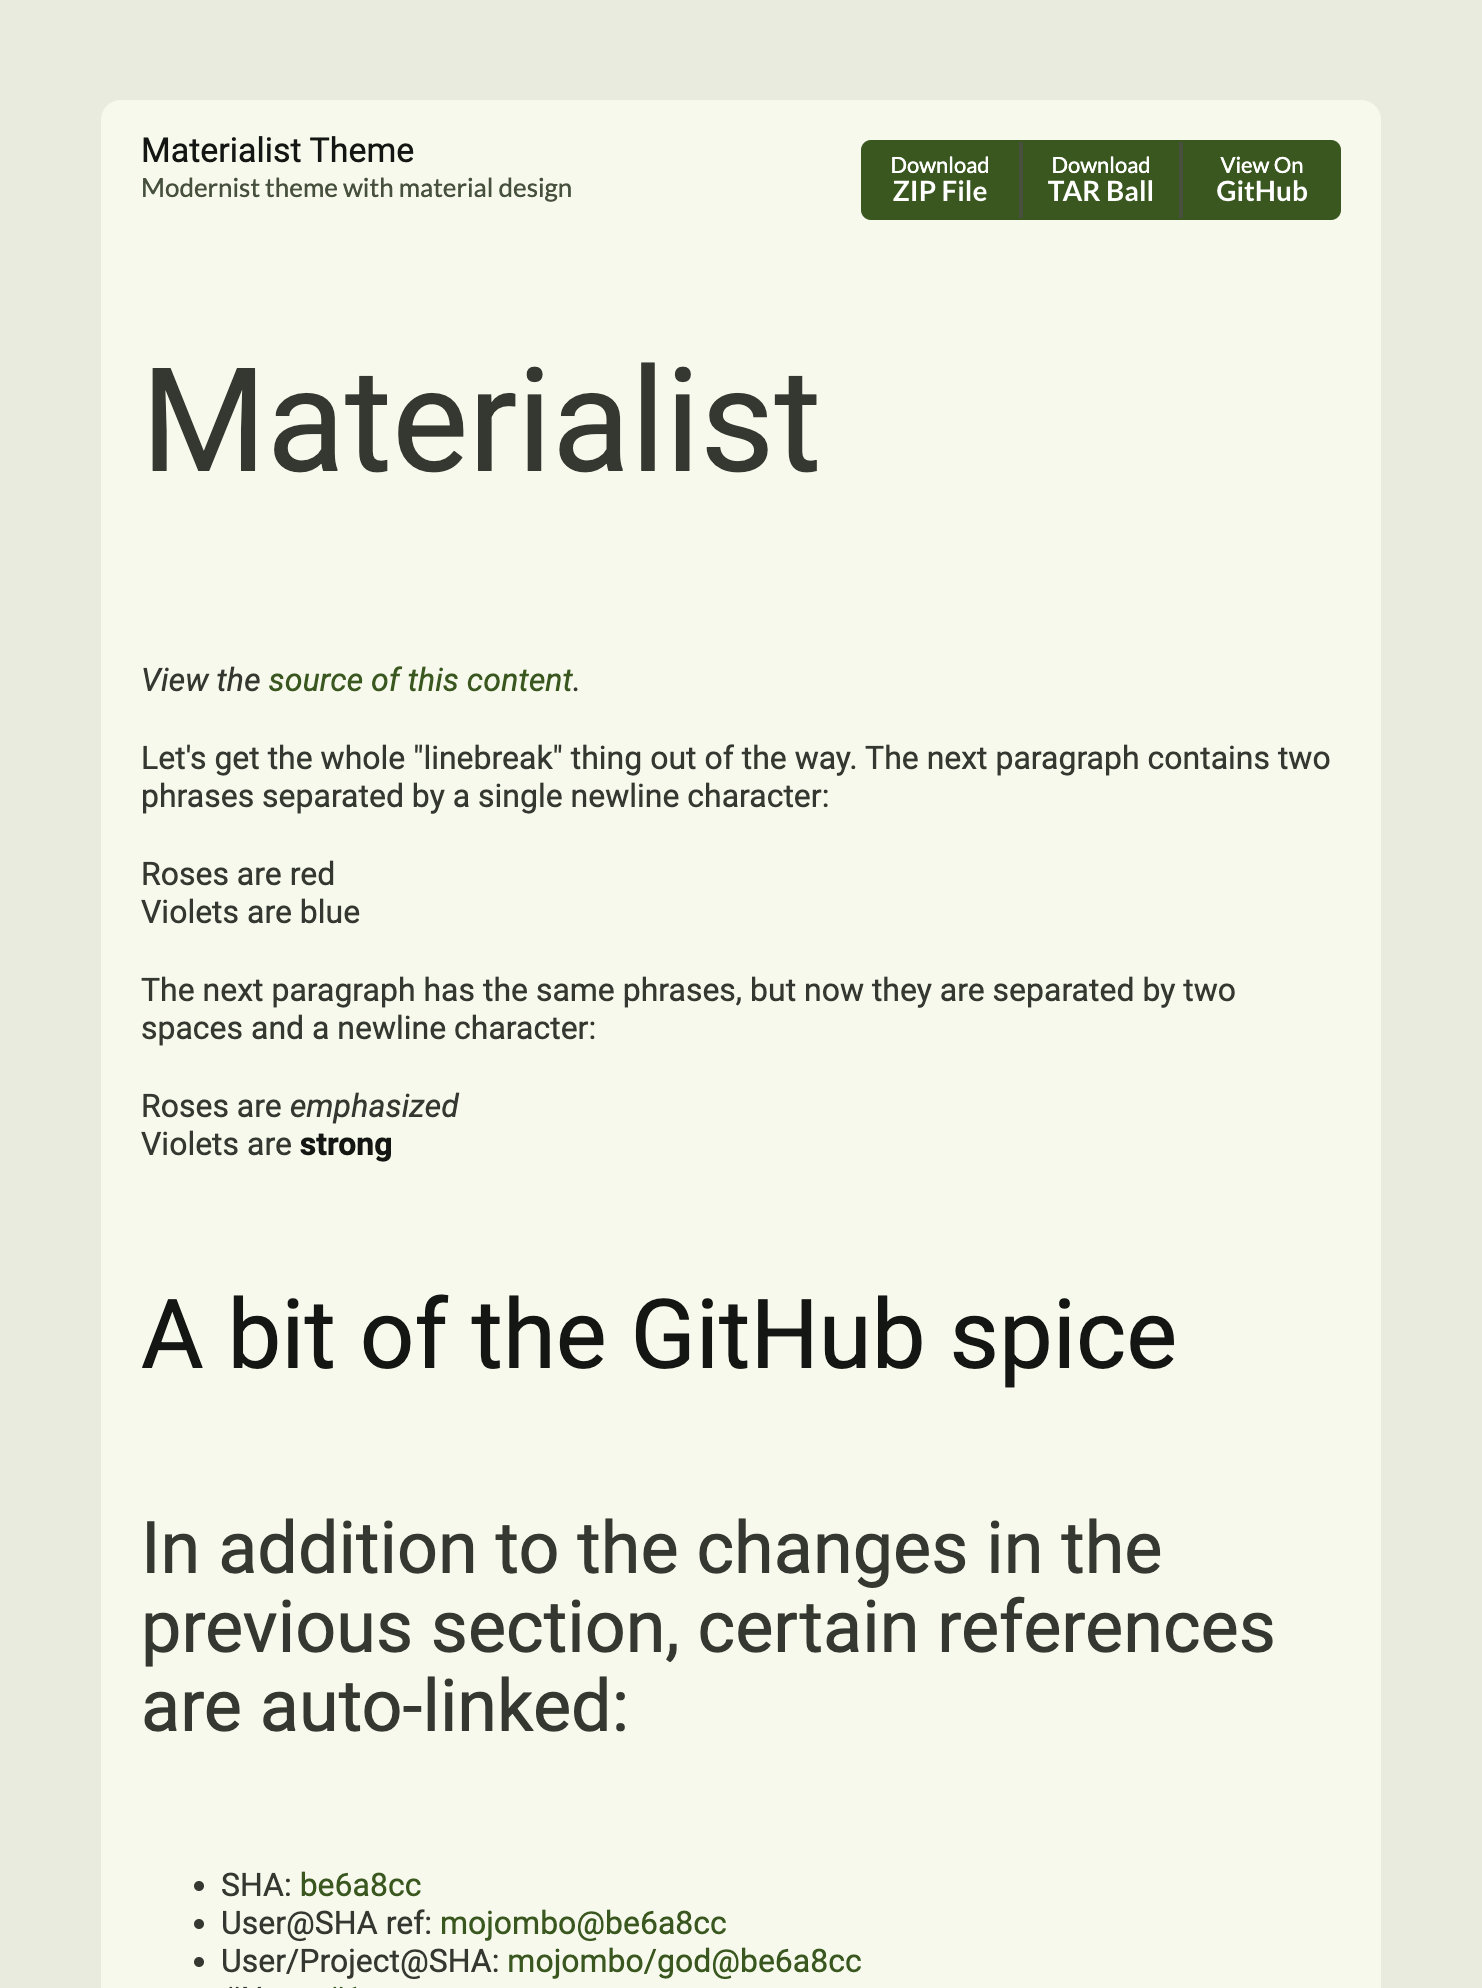 Materialist Theme
Modernist theme with material design
Download
ZIP File
Download
TAR Ball
View On
GitHub
Materialist
View the source of this content.
Let's get the whole "linebreak" thing out of the way. The next paragraph contains two
phrases separated by a single newline character:
Roses are red
Violets are blue
The next paragraph has the same phrases, but now they are separated by two
spaces and a newline character:
Roses are emphasized
Violets are strong
A bit of the GitHub spice
In addition to the changes in the
previous section, certain references
are auto-linked:
• SHA: be6a8cc
• User@SHA ref: mojombo@be6a8cc
• User/Project@SHA: mojombo/god@be6a8cc